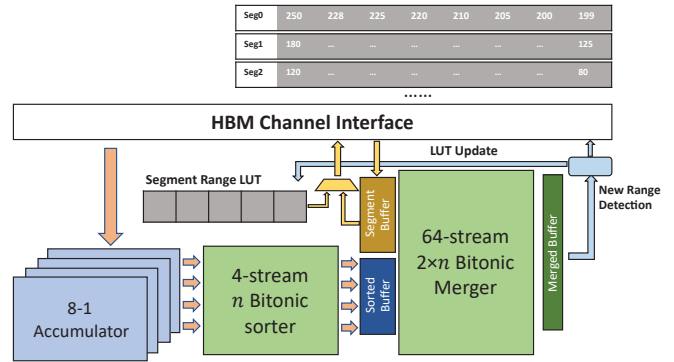 Seg0 250 228 225 220 210 205 200 199
Seg1 180 ... ... ... ... ... ... 125
Seg2 120 ... ... ... ... ... ... 80
......
HBM Channel Interface
LUT Update
Segment Range LUT
New Range
Detection
Segment
Buffer
64-stream
2×n Bitonic
Merger
Merged Buffer
8-1
Accumulator
4-stream
n Bitonic
sorter
Sorted
Buffer